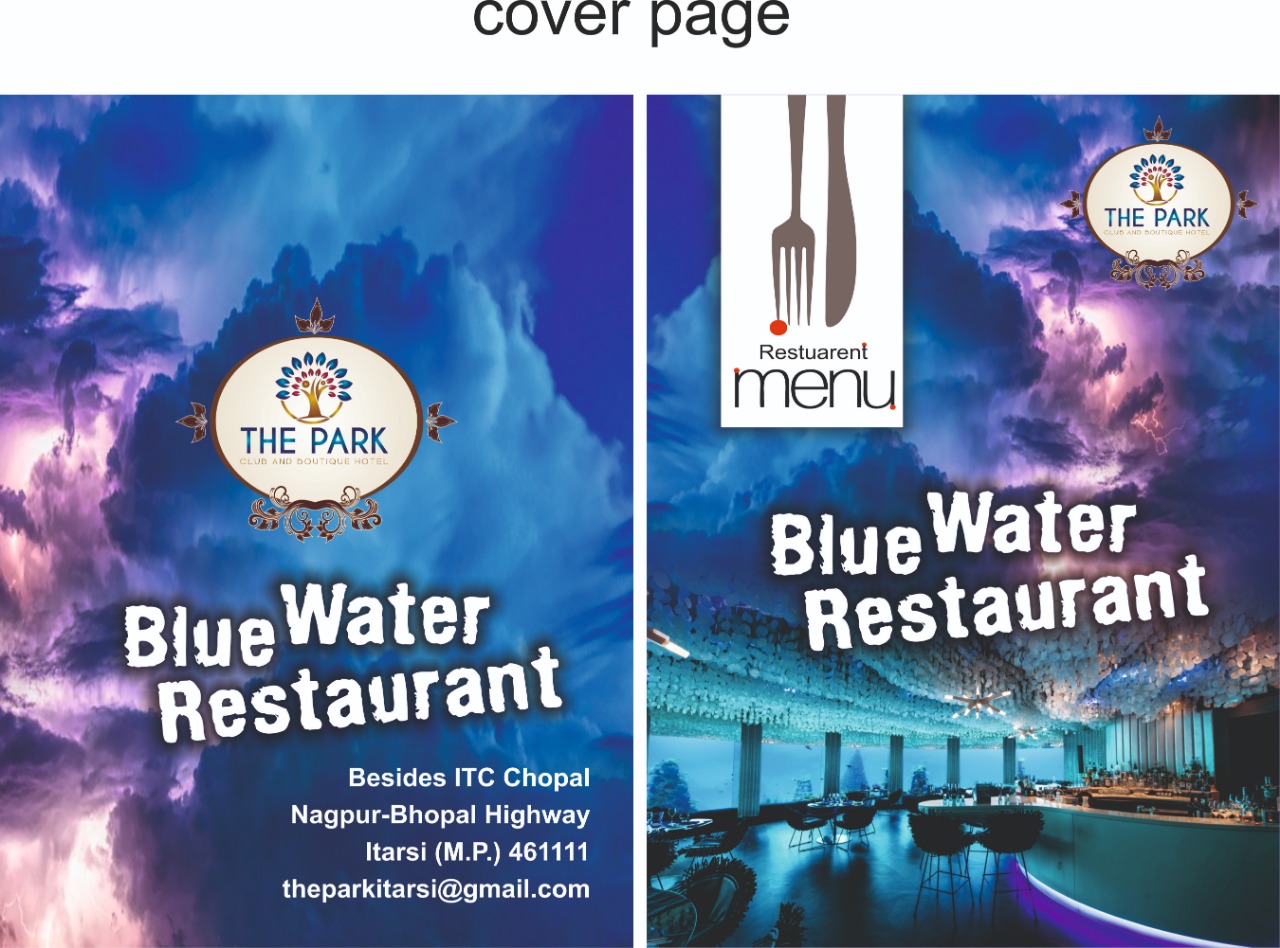 cover page
THE PARK
CLUB AND BOUTIQUE HOTEL
Blue Water
Restaurant
Besides ITC Chopal
Nagpur-Bhopal Highway
Itarsi (M.P.) 461111
theparkitarsi@gmail.com
Restuarent
menu
THE PARK
CLUB AND BOUTIQUE HOTEL
Blue Water
Restaurant